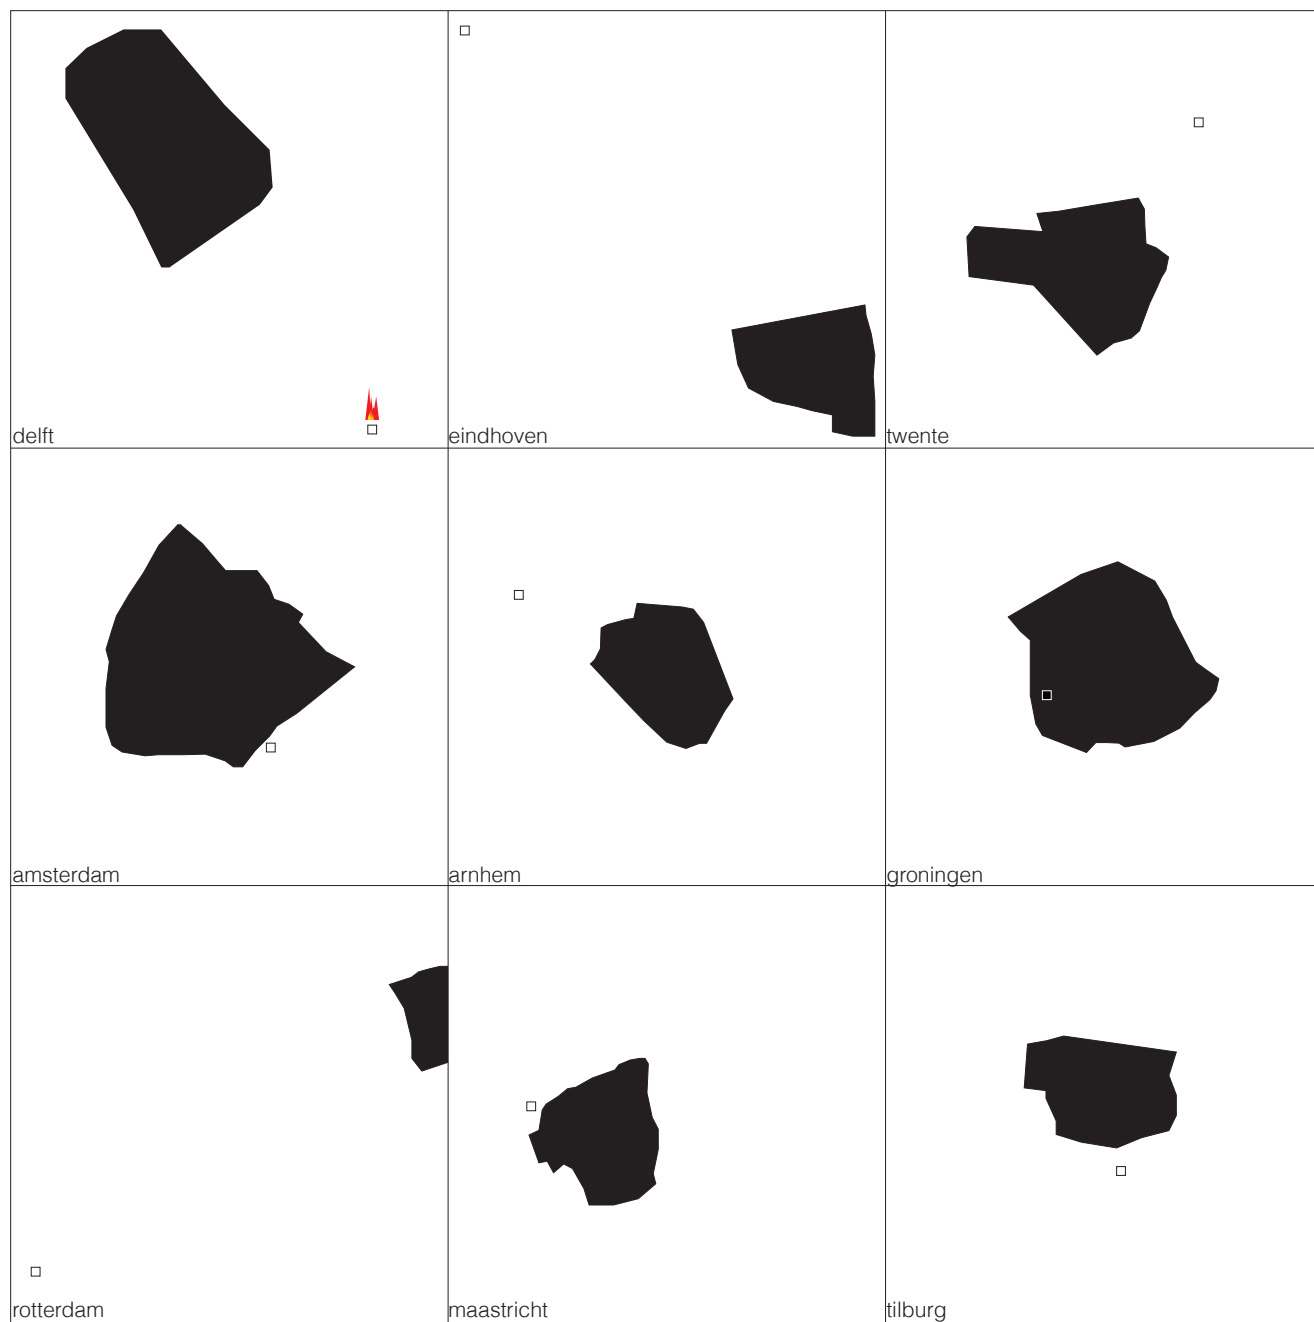 delft
eindhoven
twente
amsterdam
arnhem
groningen
rotterdam
maastricht
tilburg